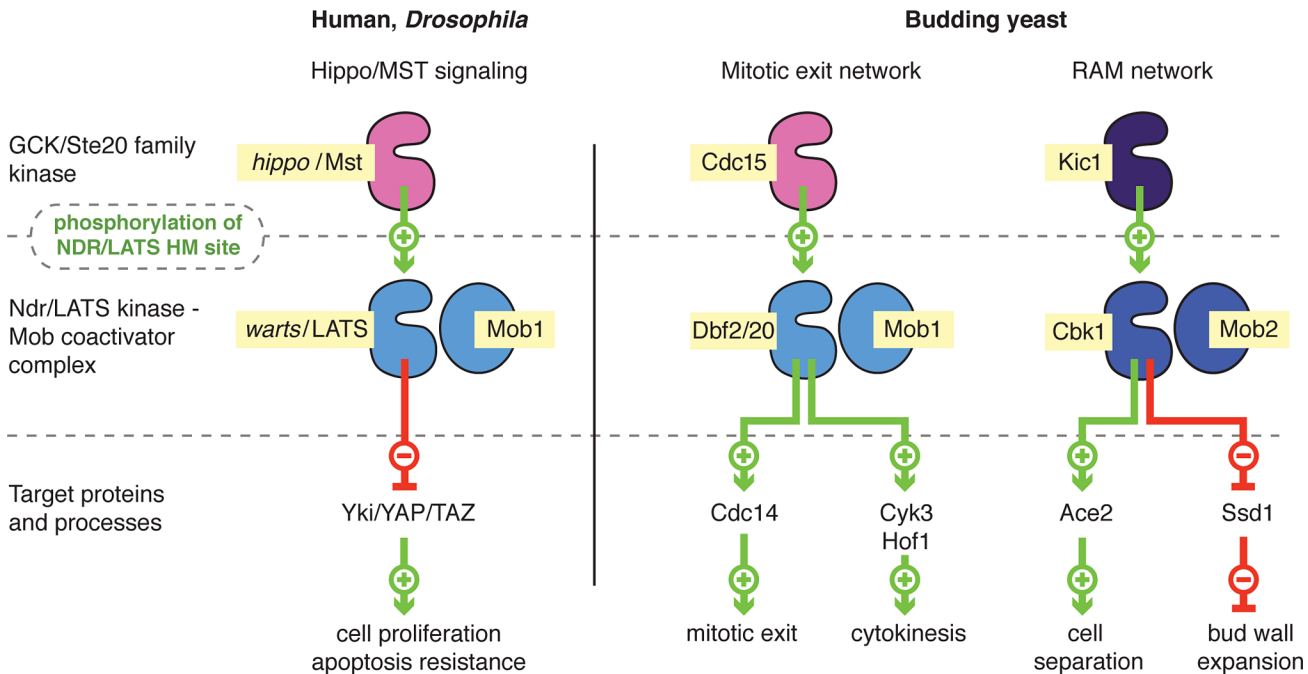 Human, Drosophila
Budding yeast
Hippo/MST signaling
Mitotic exit network
RAM network
GCK/Ste20 family
kinase
hippo/Mst
Cdc15
Kic1
phosphorylation of
NDR/LATS HM site
+
+
+
Ndr/LATS kinase -
Mob coactivator
complex
warts/LATS
Mob1
Dbf2/20
Mob1
Cbk1
Mob2
−
+
+
+
−
Target proteins
and processes
Yki/YAP/TAZ
Cdc14
Cyk3
Hof1
Ace2
Ssd1
+
+
+
+
−
cell proliferation
apoptosis resistance
mitotic exit
cytokinesis
cell
separation
bud wall
expansion